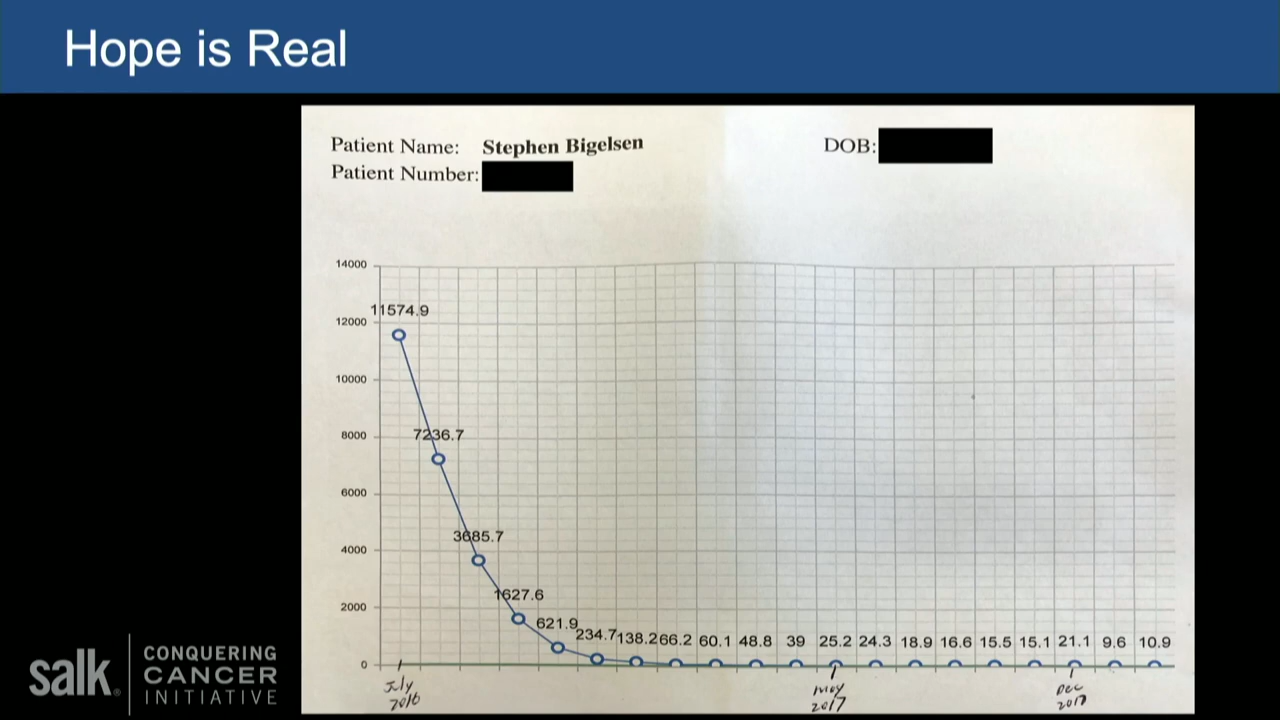 Hope is Real
Patient Name: Stephen Bigelsen DOB:
Patient Number:
14000
11574.9
12000
10000
8000
7236.7
6000
3685.7
4000
1627.6
2000
621.9
234.7 138.2 66.2 60.1 48.8 39 25.2 24.3 18.9 16.6 15.5 15.1 21.1 9.6 10.9
0
July
2016
May
2017
Dec
2017
salk
CONQUERING
CANCER
INITIATIVE